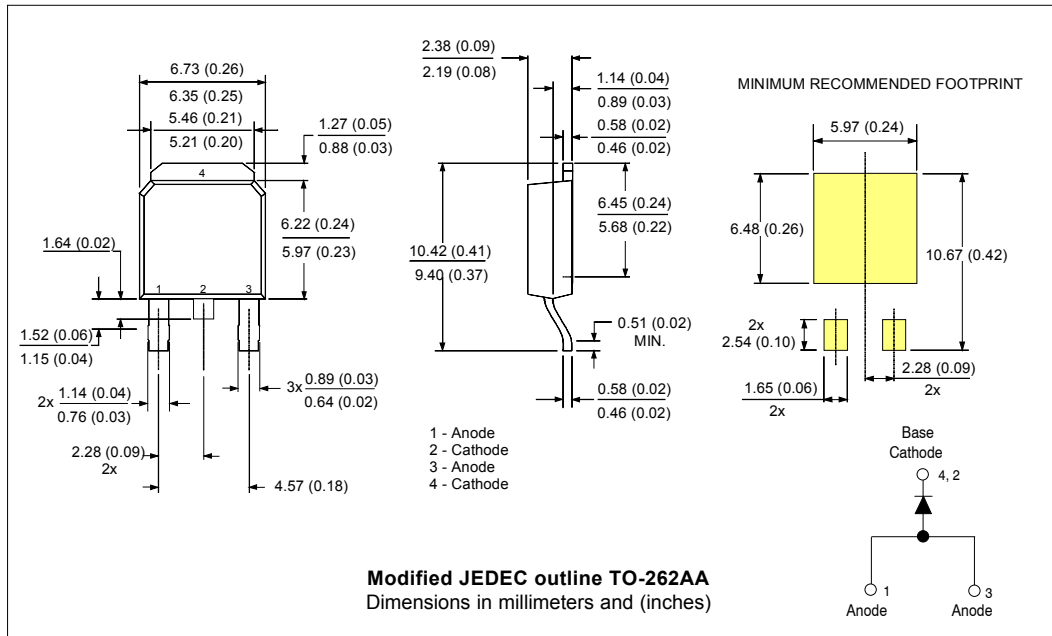 6.73 (0.26)
6.35 (0.25)
5.46 (0.21)
5.21 (0.20)
1.27 (0.05)
0.88 (0.03)
4
6.22 (0.24)
5.97 (0.23)
1.64 (0.02)
1
2
3
1.52 (0.06)
1.15 (0.04)
2x 1.14 (0.04)
0.76 (0.03)
3x 0.89 (0.03)
0.64 (0.02)
2.28 (0.09)
2x
4.57 (0.18)
2.38 (0.09)
2.19 (0.08)
1.14 (0.04)
0.89 (0.03)
0.58 (0.02)
0.46 (0.02)
6.45 (0.24)
5.68 (0.22)
10.42 (0.41)
9.40 (0.37)
0.51 (0.02)
MIN.
0.58 (0.02)
0.46 (0.02)
1 - Anode
2 - Cathode
3 - Anode
4 - Cathode
MINIMUM RECOMMENDED FOOTPRINT
5.97 (0.24)
6.48 (0.26)
10.67 (0.42)
2x
2.54 (0.10)
2.28 (0.09)
2x
1.65 (0.06)
2x
Base
Cathode
4, 2
1
Anode
3
Anode
Modified JEDEC outline TO-262AA
Dimensions in millimeters and (inches)